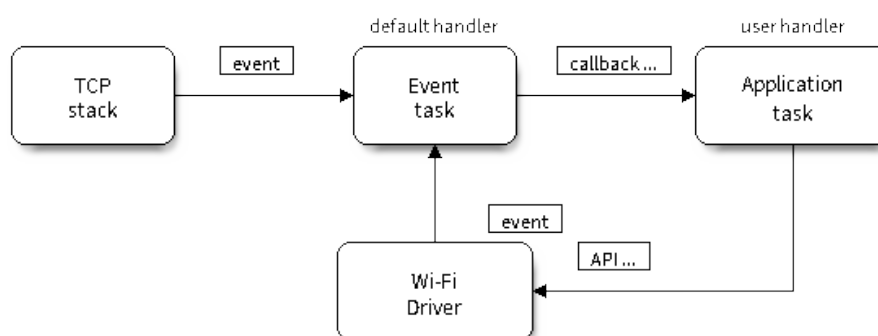 default handler
user handler
event
callback ...
TCP
stack
Event
task
Application
task
event
API ...
Wi-Fi
Driver